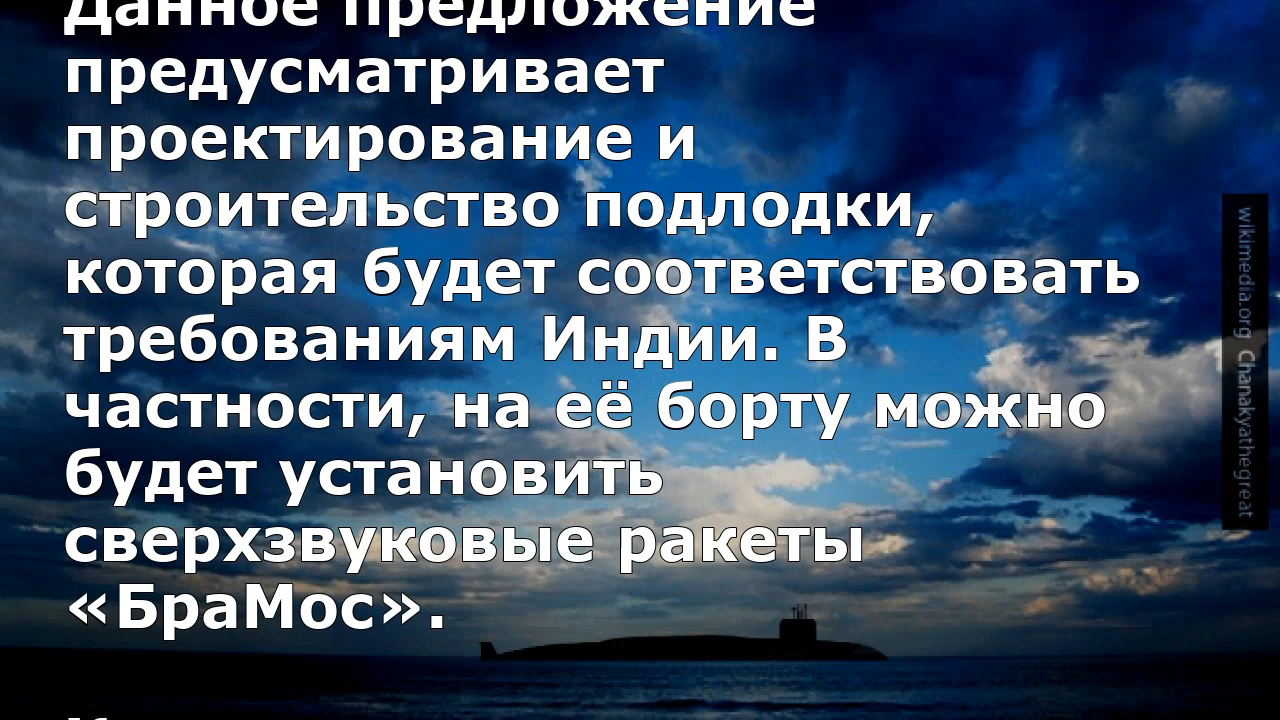 Данное предложение
предусматривает
проектирование и
строительство подлодки,
которая будет соответствовать
требованиям Индии. В
частности, на её борту можно
будет установить
сверхзвуковые ракеты
«БраМос».
wikimedia.org Chanakyathegreat